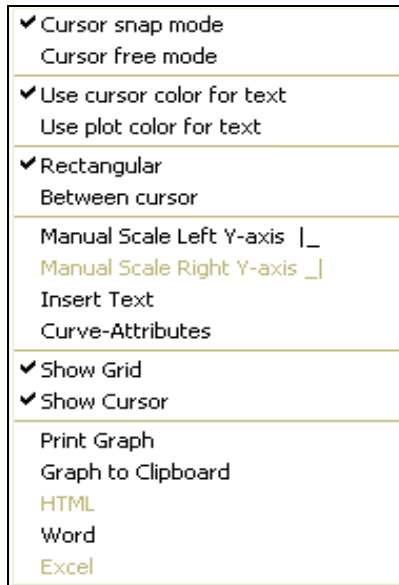 Cursor snap mode
Cursor free mode
Use cursor color for text
Use plot color for text
Rectangular
Between cursor
Manual Scale Left Y-axis |_
Manual Scale Right Y-axis _|
Insert Text
Curve-Attributes
Show Grid
Show Cursor
Print Graph
Graph to Clipboard
HTML
Word
Excel